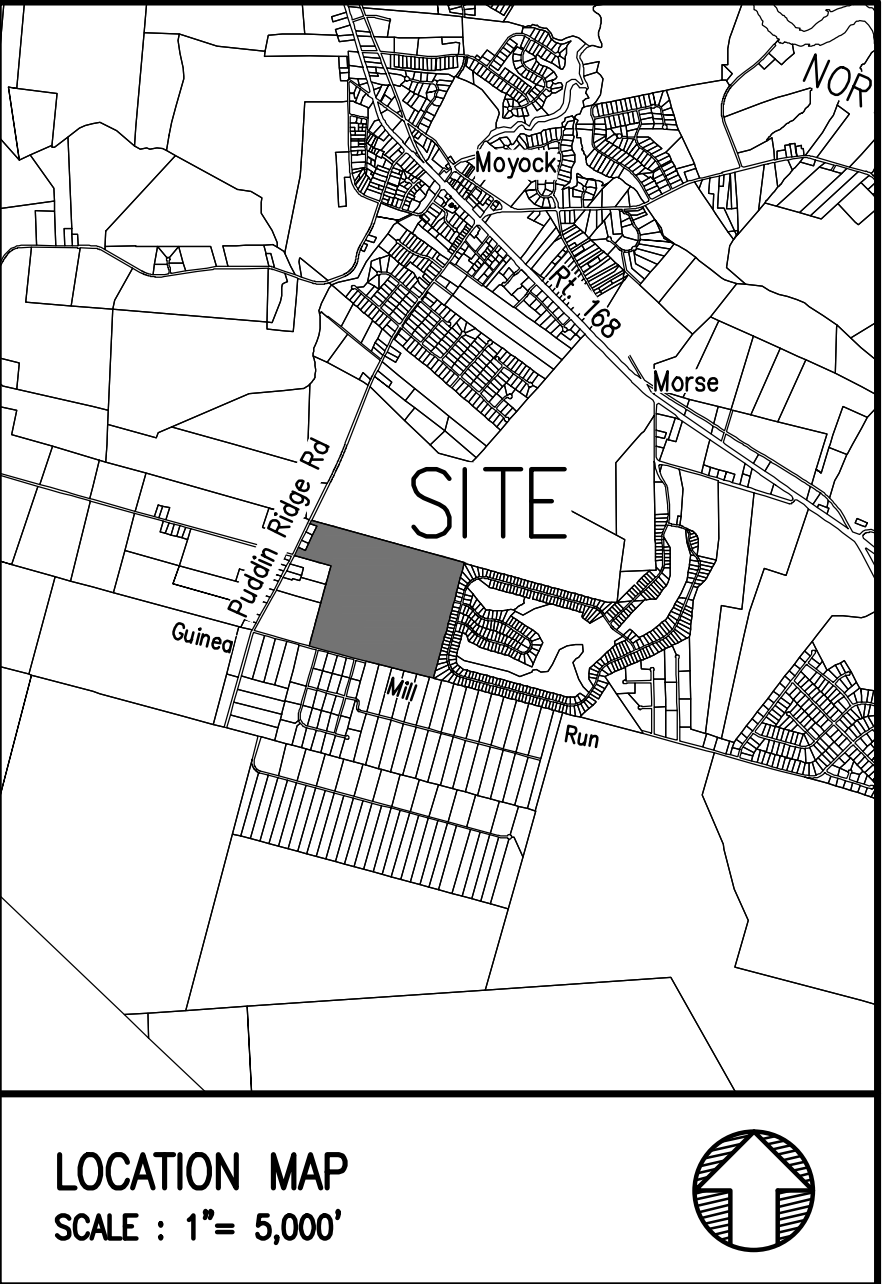 NOR
Moyock
Rt. 168
Morse
SITE
Puddin Ridge Rd
Guinea
Mill
Run
LOCATION MAP
SCALE : 1"= 5,000'